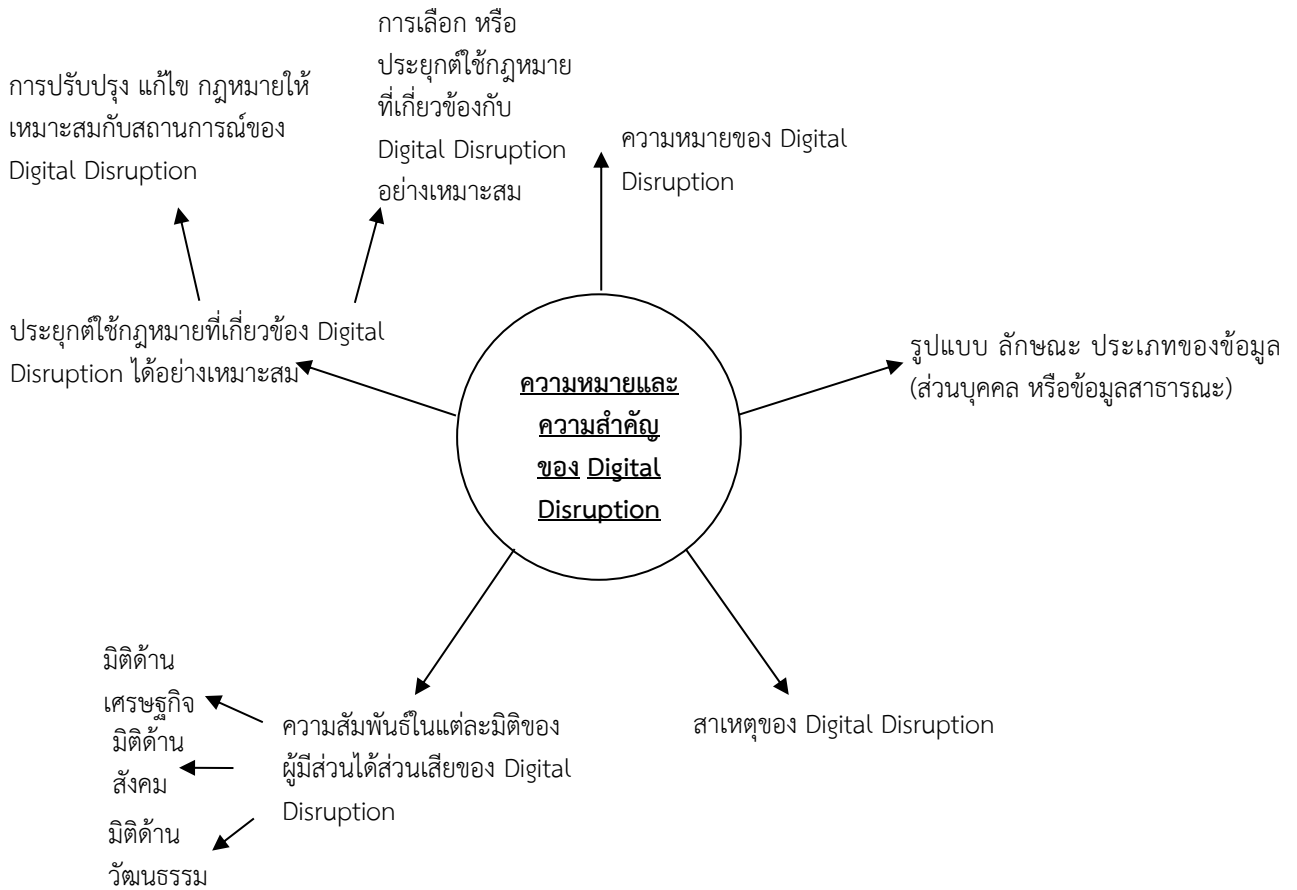 การเลือก หรือ
ประยุกต์ใช้กฎหมาย
ที่เกี่ยวข้องกับ
Digital Disruption
อย่างเหมาะสม
การปรับปรุง แก้ไข กฎหมายให้
เหมาะสมกับสถานการณ์ของ
Digital Disruption
ความหมายของ Digital
Disruption
ประยุกต์ใช้กฎหมายที่เกี่ยวข้อง Digital
Disruption ได้อย่างเหมาะสม
รูปแบบ ลักษณะ ประเภทของข้อมูล
(ส่วนบุคคล หรือข้อมูลสาธารณะ)
ความหมายและ
ความสำคัญ
ของ Digital
Disruption
มิติด้าน
เศรษฐกิจ
มิติด้าน
สังคม
มิติด้าน
วัฒนธรรม
ความสัมพันธ์ในแต่ละมิติของ
ผู้มีส่วนได้ส่วนเสียของ Digital
Disruption
สาเหตุของ Digital Disruption